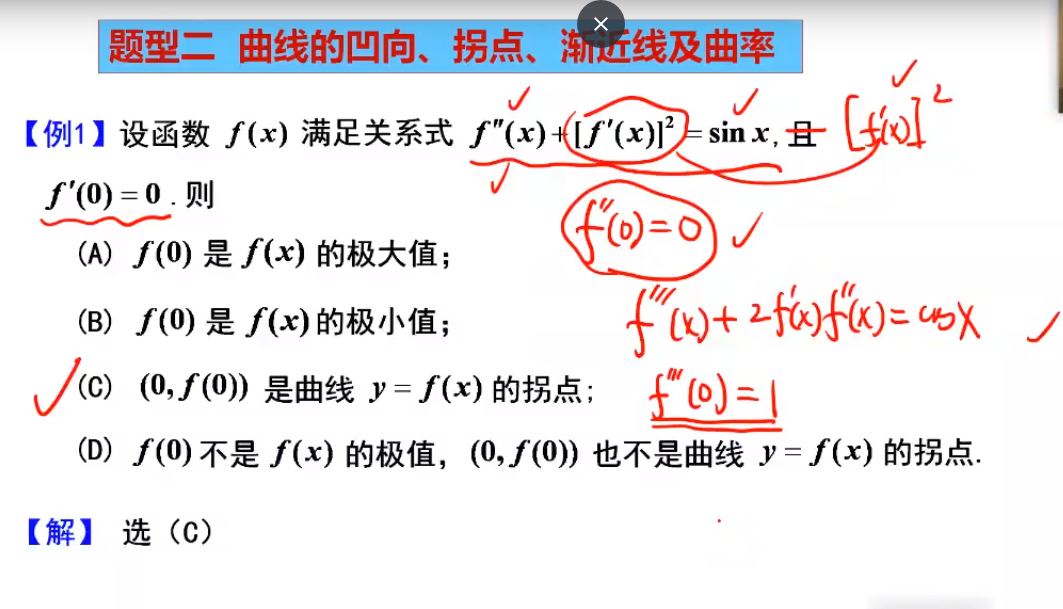 题型二 曲线的凹向、拐点、渐近线及曲率
【例1】设函数 f(x) 满足关系式 f″(x)+[f′(x)]² = sin x, 且 [f′(x)]²
f′(0) = 0 . 则
f″(0) = 0
(A) f(0) 是 f(x) 的极大值;
(B) f(0) 是 f(x) 的极小值;
f‴(x) + 2f′(x)f″(x) = cosx
(C) (0, f(0)) 是曲线 y = f(x) 的拐点;
f‴(0) = 1
(D) f(0) 不是 f(x) 的极值, (0, f(0)) 也不是曲线 y = f(x) 的拐点.
【解】 选 (C)